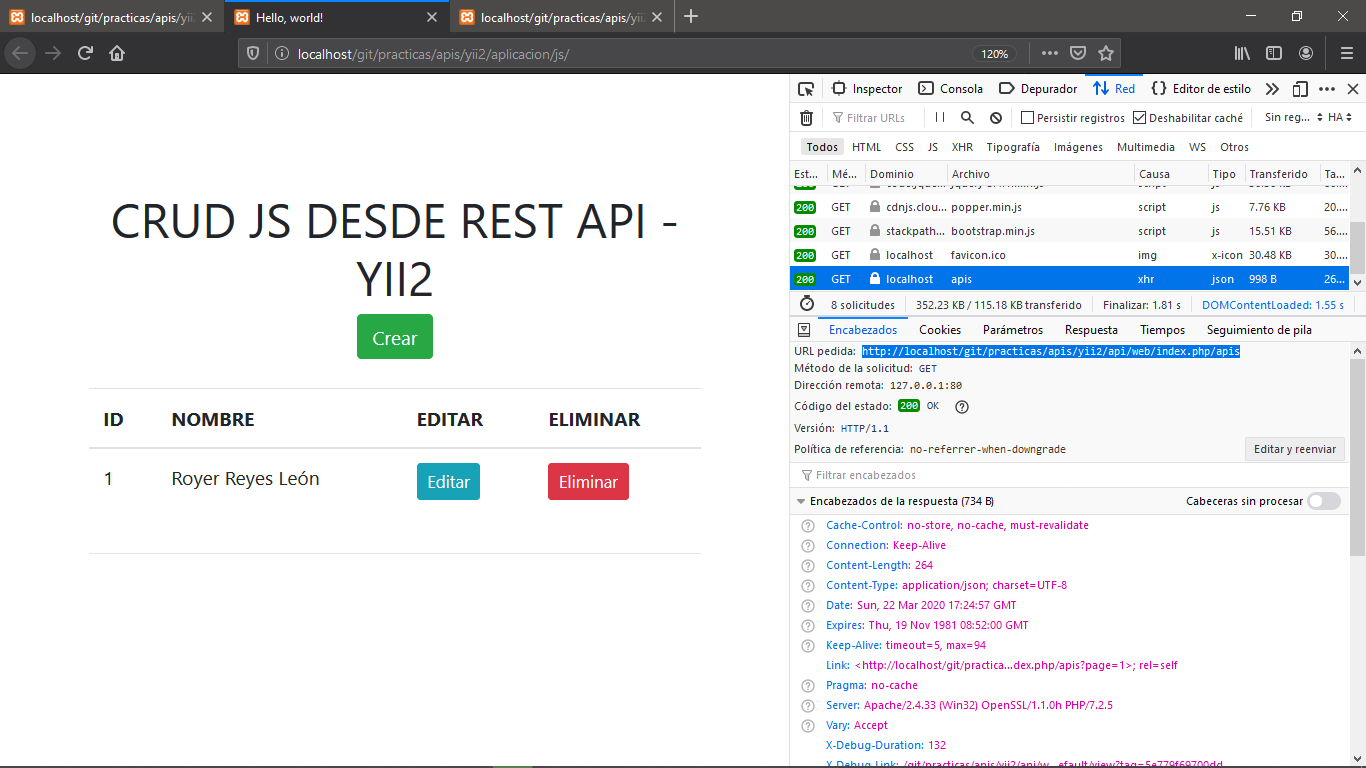 localhost/git/practicas/apis/yii
Hello, world!
localhost/git/practicas/apis/yii
localhost/git/practicas/apis/yii2/aplicacion/js/
120%
CRUD JS DESDE REST API -
YII2
Crear
ID NOMBRE EDITAR ELIMINAR
1 Royer Reyes León Editar Eliminar
Inspector Consola Depurador Red Editor de estilo
Filtrar URLs Persistir registros Deshabilitar caché Sin reg... HA
Todos HTML CSS JS XHR Tipografía Imágenes Multimedia WS Otros
Est... Mé... Dominio Archivo Causa Tipo Transferido Ta...
200 GET cdnjs.clou... popper.min.js script js 7.76 KB 20....
200 GET stackpath... bootstrap.min.js script js 15.51 KB 56....
200 GET localhost favicon.ico img x-icon 30.48 KB 30....
200 GET localhost apis xhr json 998 B 26...
8 solicitudes 352.23 KB / 115.18 KB transferido Finalizar: 1.81 s DOMContentLoaded: 1.55 s
Encabezados Cookies Parámetros Respuesta Tiempos Seguimiento de pila
URL pedida: http://localhost/git/practicas/apis/yii2/api/web/index.php/apis
Método de la solicitud: GET
Dirección remota: 127.0.0.1:80
Código del estado: 200 OK
Versión: HTTP/1.1
Política de referencia: no-referrer-when-downgrade Editar y reenviar
Filtrar encabezados
Encabezados de la respuesta (734 B) Cabeceras sin procesar
Cache-Control: no-store, no-cache, must-revalidate
Connection: Keep-Alive
Content-Length: 264
Content-Type: application/json; charset=UTF-8
Date: Sun, 22 Mar 2020 17:24:57 GMT
Expires: Thu, 19 Nov 1981 08:52:00 GMT
Keep-Alive: timeout=5, max=94
Link: <http://localhost/git/practica...dex.php/apis?page=1>; rel=self
Pragma: no-cache
Server: Apache/2.4.33 (Win32) OpenSSL/1.1.0h PHP/7.2.5
Vary: Accept
X-Debug-Duration: 132
X-Debug-Link: